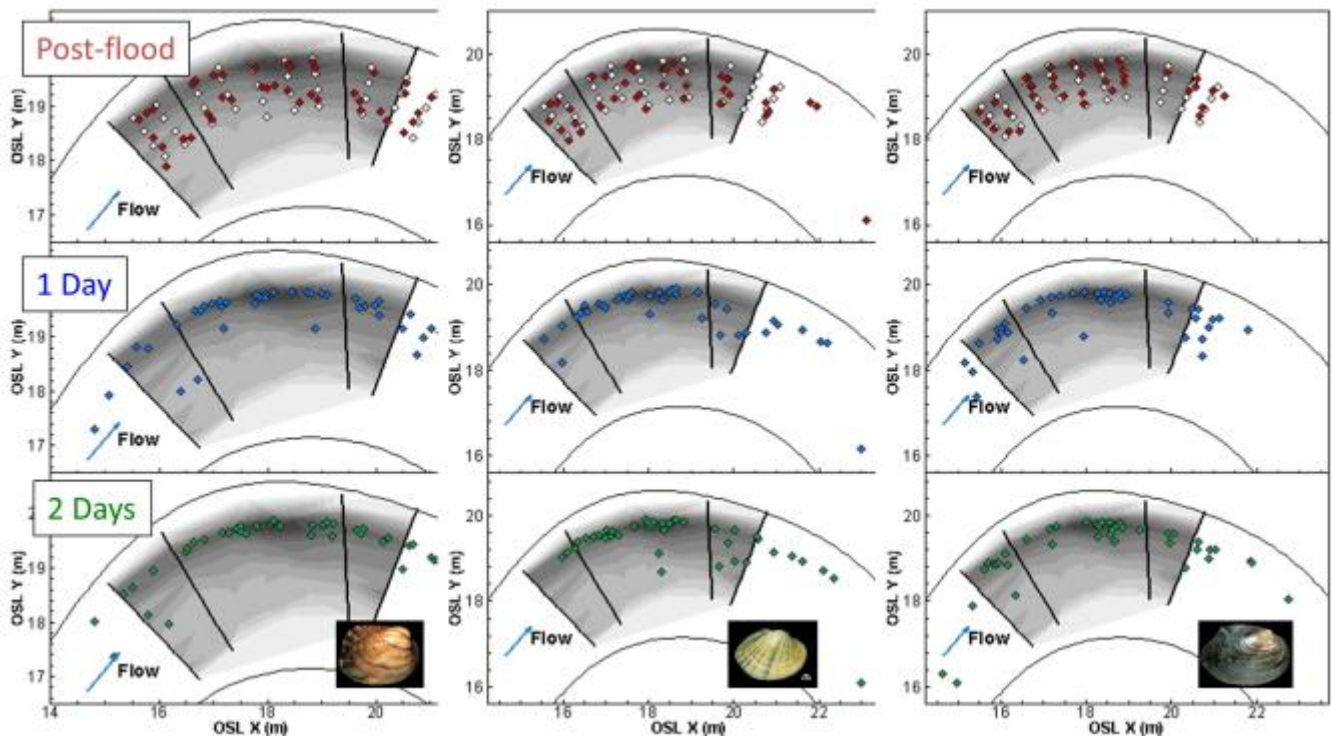 Post-flood
OSL Y (m)
19
18
17
Flow
OSL Y (m)
20
18
16
Flow
OSL Y (m)
20
18
16
Flow
1 Day
OSL Y (m)
19
18
17
Flow
OSL Y (m)
20
18
16
Flow
OSL Y (m)
20
18
16
Flow
2 Days
OSL Y (m)
20
19
18
17
Flow
OSL Y (m)
20
18
16
Flow
OSL Y (m)
20
18
16
Flow
14 16 18 20
16 18 20 22
16 18 20 22
OSL X (m)
OSL X (m)
OSL X (m)